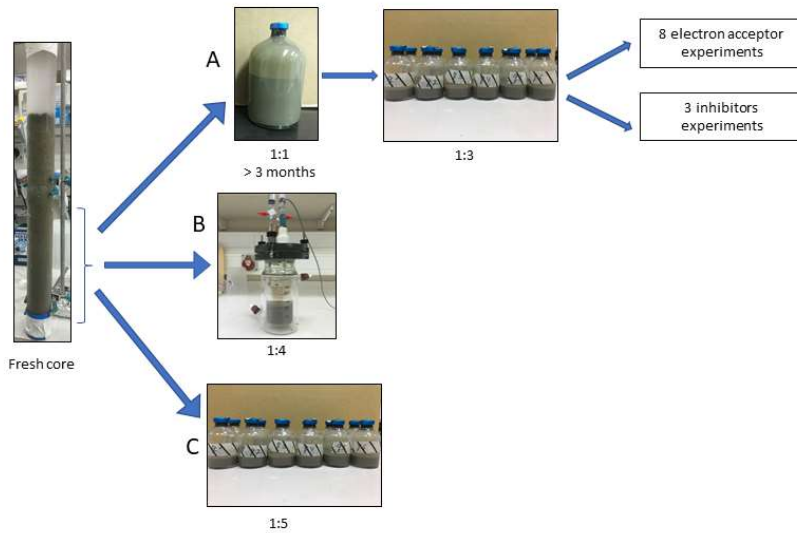 A
8 electron acceptor
experiments
3 inhibitors
experiments
1:1
> 3 months
1:3
B
1:4
Fresh core
C
1:5